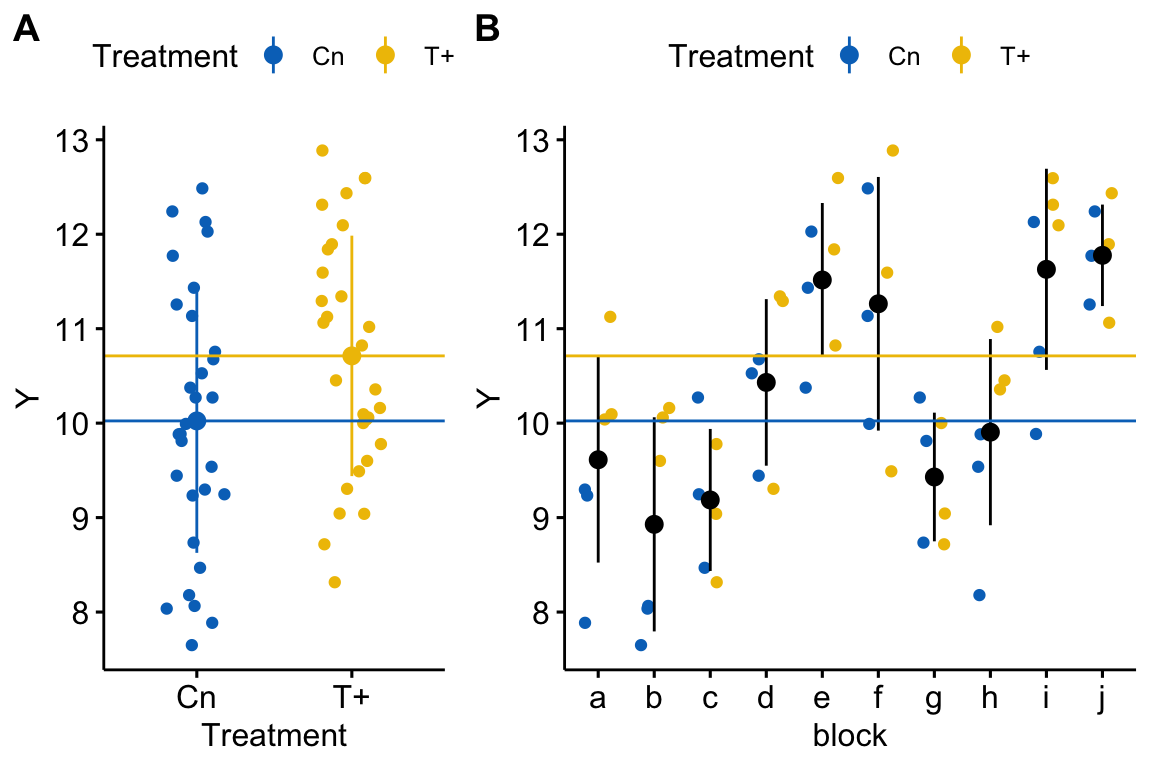 A
Treatment Cn T+
Y
13
12
11
10
9
8
Cn T+
Treatment
B
Treatment Cn T+
Y
13
12
11
10
9
8
a b c d e f g h i j
block